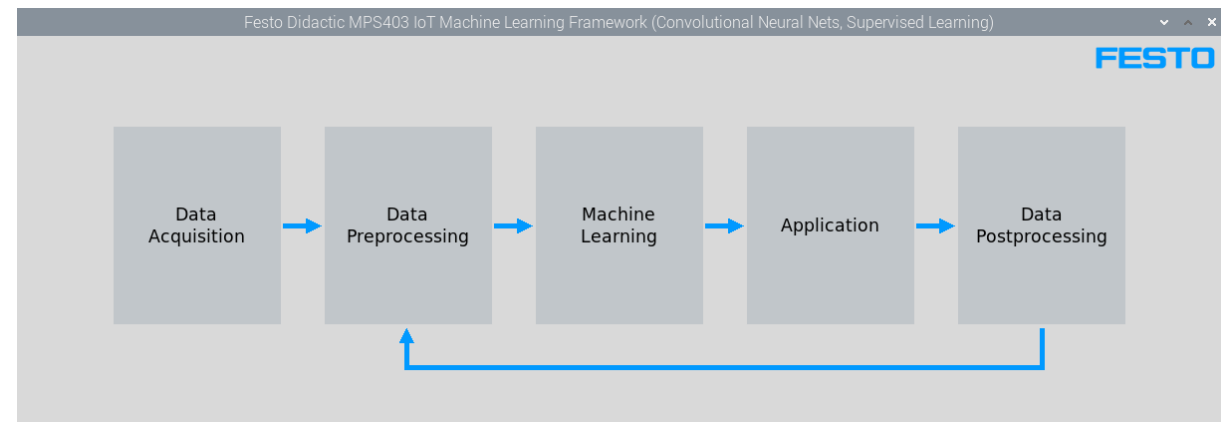 Festo Didactic MPS403 IoT Machine Learning Framework (Convolutional Neural Nets, Supervised Learning)
FESTO
Data
Acquisition
Data
Preprocessing
Machine
Learning
Application
Data
Postprocessing